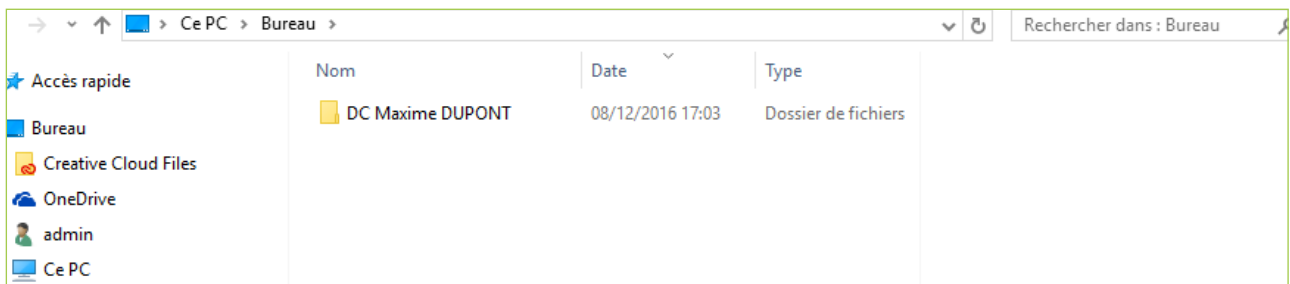 Ce PC > Bureau > Rechercher dans : Bureau
Accès rapide
Nom Date Type
DC Maxime DUPONT 08/12/2016 17:03 Dossier de fichiers
Bureau
Creative Cloud Files
OneDrive
admin
Ce PC